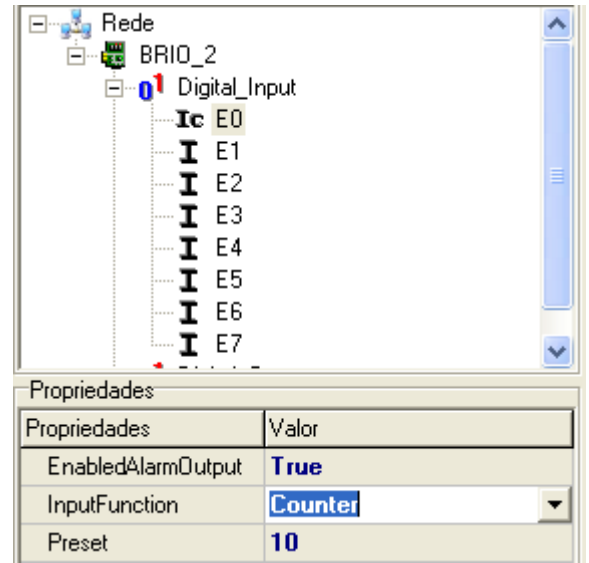 Rede
BRIO_2
Digital_Input
Ic E0
I E1
I E2
I E3
I E4
I E5
I E6
I E7
Propriedades
Propriedades Valor
EnabledAlarmOutput True
InputFunction Counter
Preset 10